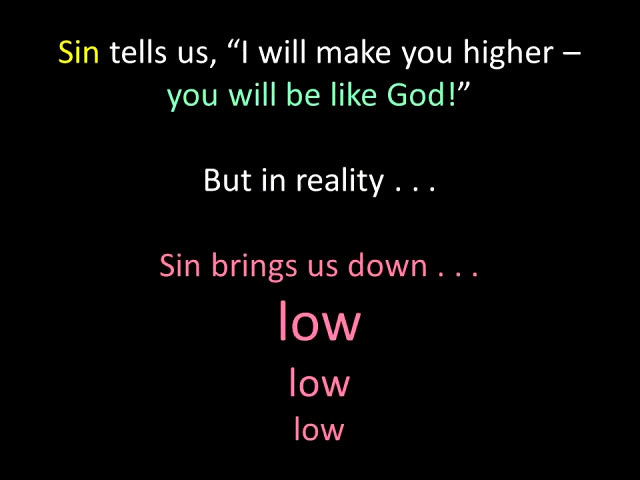 Sin tells us, “I will make you higher –
you will be like God!”
But in reality . . .
Sin brings us down . . .
low
low
low